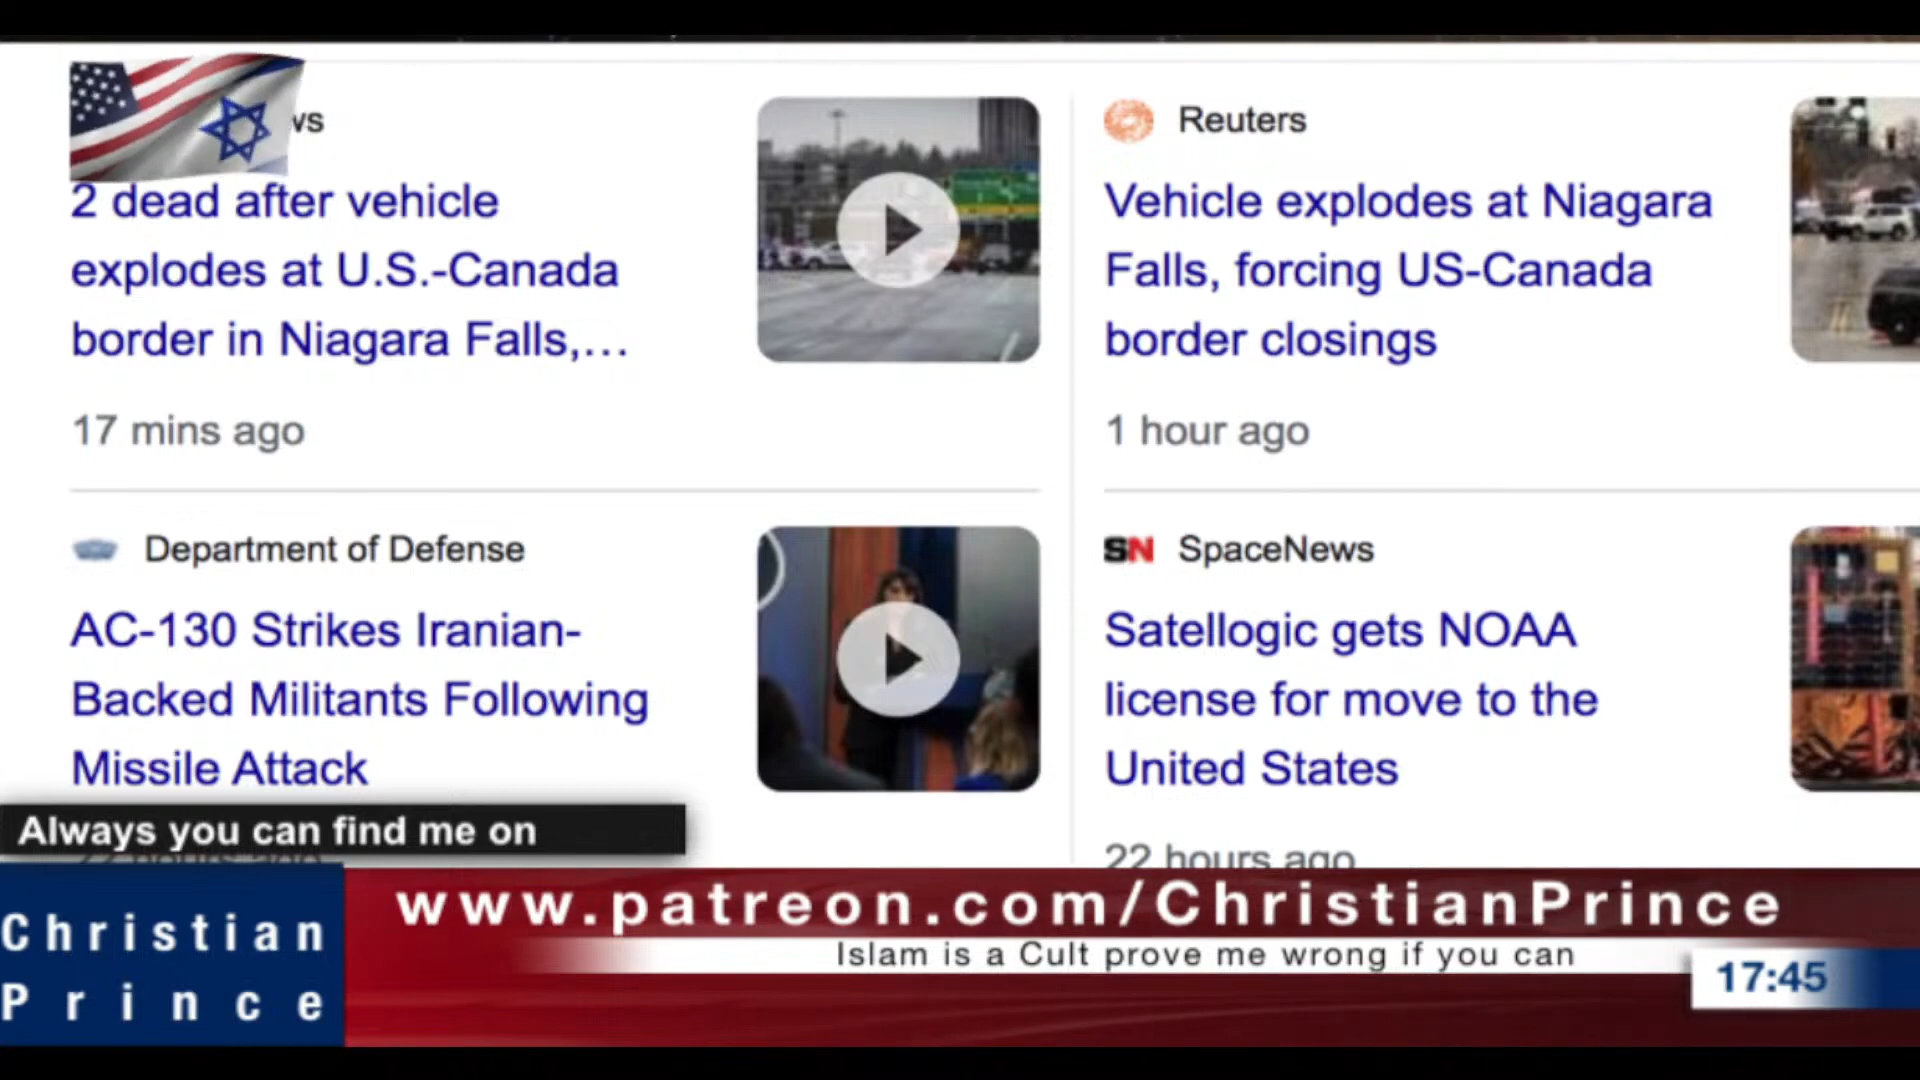 ws
2 dead after vehicle
explodes at U.S.-Canada
border in Niagara Falls,...
17 mins ago
Reuters
Vehicle explodes at Niagara
Falls, forcing US-Canada
border closings
1 hour ago
Department of Defense
AC-130 Strikes Iranian-
Backed Militants Following
Missile Attack
22 hours ago
SN SpaceNews
Satellogic gets NOAA
license for move to the
United States
22 hours ago
Always you can find me on
Christian
Prince
www.patreon.com/ChristianPrince
Islam is a Cult prove me wrong if you can
17:45